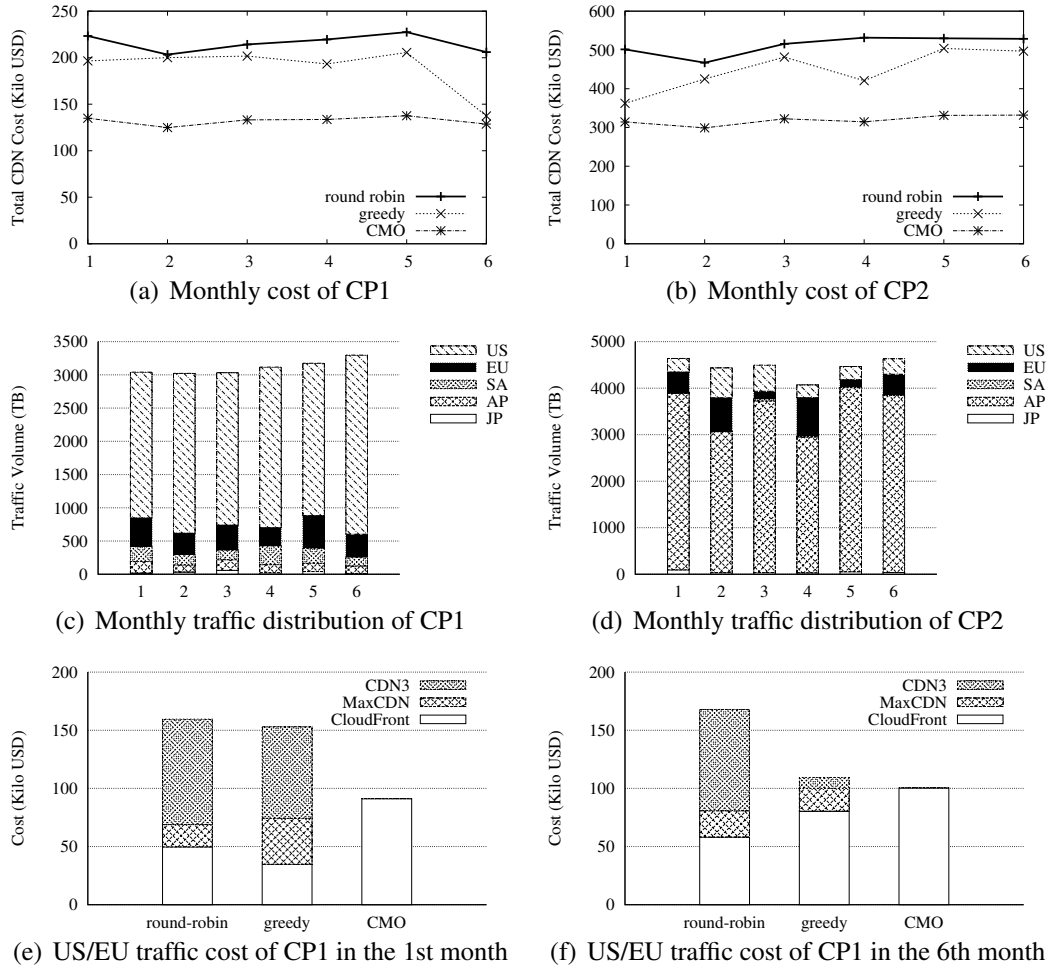 250
200
150
100
50
0
Total CDN Cost (Kilo USD)
round robin
greedy
CMO
1 2 3 4 5 6
(a) Monthly cost of CP1
600
500
400
300
200
100
0
Total CDN Cost (Kilo USD)
round robin
greedy
CMO
1 2 3 4 5 6
(b) Monthly cost of CP2
3500
3000
2500
2000
1500
1000
500
0
Traffic Volume (TB)
US
EU
SA
AP
JP
1 2 3 4 5 6
(c) Monthly traffic distribution of CP1
5000
4000
3000
2000
1000
0
Traffic Volume (TB)
US
EU
SA
AP
JP
1 2 3 4 5 6
(d) Monthly traffic distribution of CP2
200
150
100
50
0
Cost (Kilo USD)
CDN3
MaxCDN
CloudFront
round-robin greedy CMO
(e) US/EU traffic cost of CP1 in the 1st month
200
150
100
50
0
Cost (Kilo USD)
CDN3
MaxCDN
CloudFront
round-robin greedy CMO
(f) US/EU traffic cost of CP1 in the 6th month